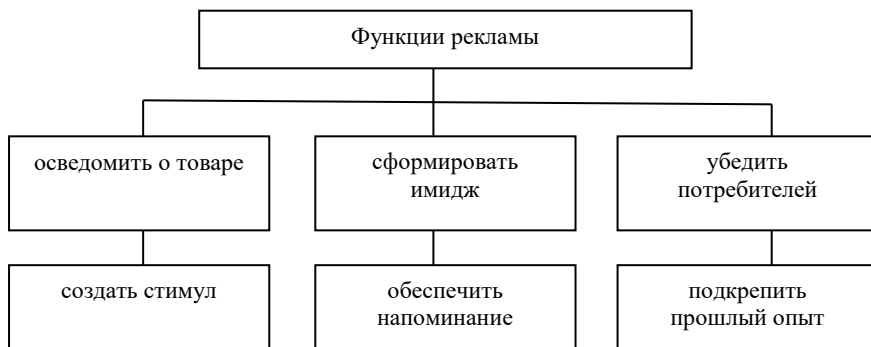 Функции рекламы
осведомить о товаре
сформировать
имидж
убедить
потребителей
создать стимул
обеспечить
напоминание
подкрепить
прошлый опыт